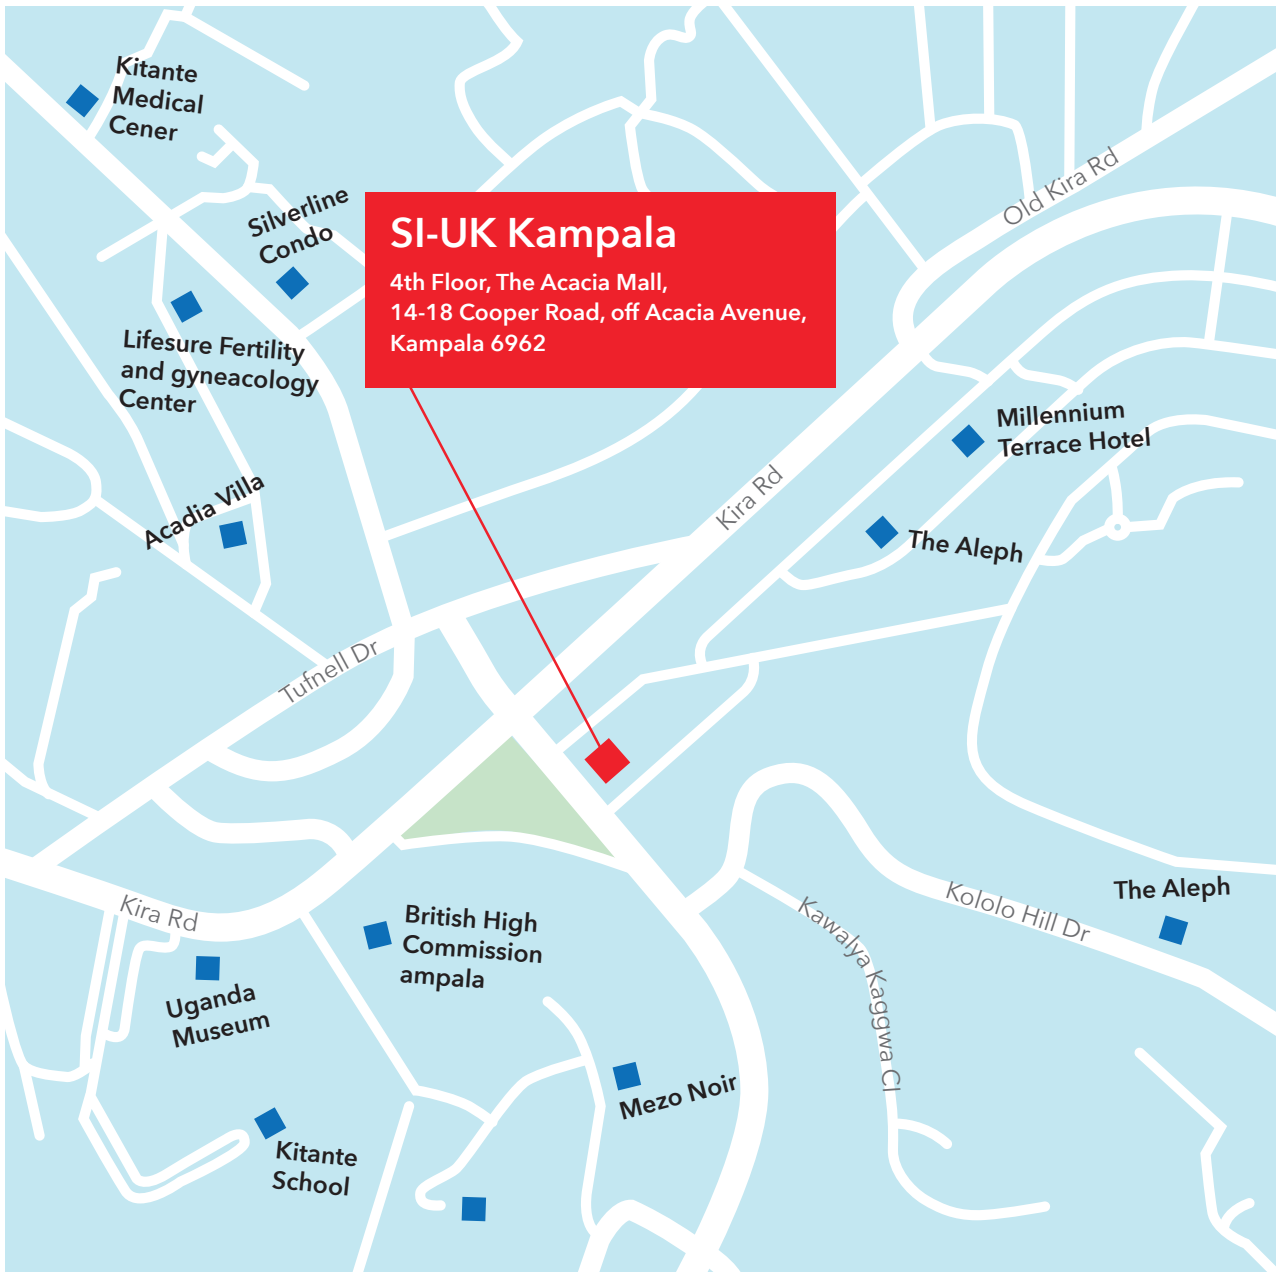 Kitante
Medical
Cener
Silverline
Condo
SI-UK Kampala
4th Floor, The Acacia Mall,
14-18 Cooper Road, off Acacia Avenue,
Kampala 6962
Old Kira Rd
Lifesure Fertility
and gyneacology
Center
Millennium
Terrace Hotel
Acadia Villa
Kira Rd
The Aleph
Tufnell Dr
Kira Rd
British High
Commission
ampala
Kawalya Kaggwa Cl
Kololo Hill Dr
The Aleph
Uganda
Museum
Mezo Noir
Kitante
School